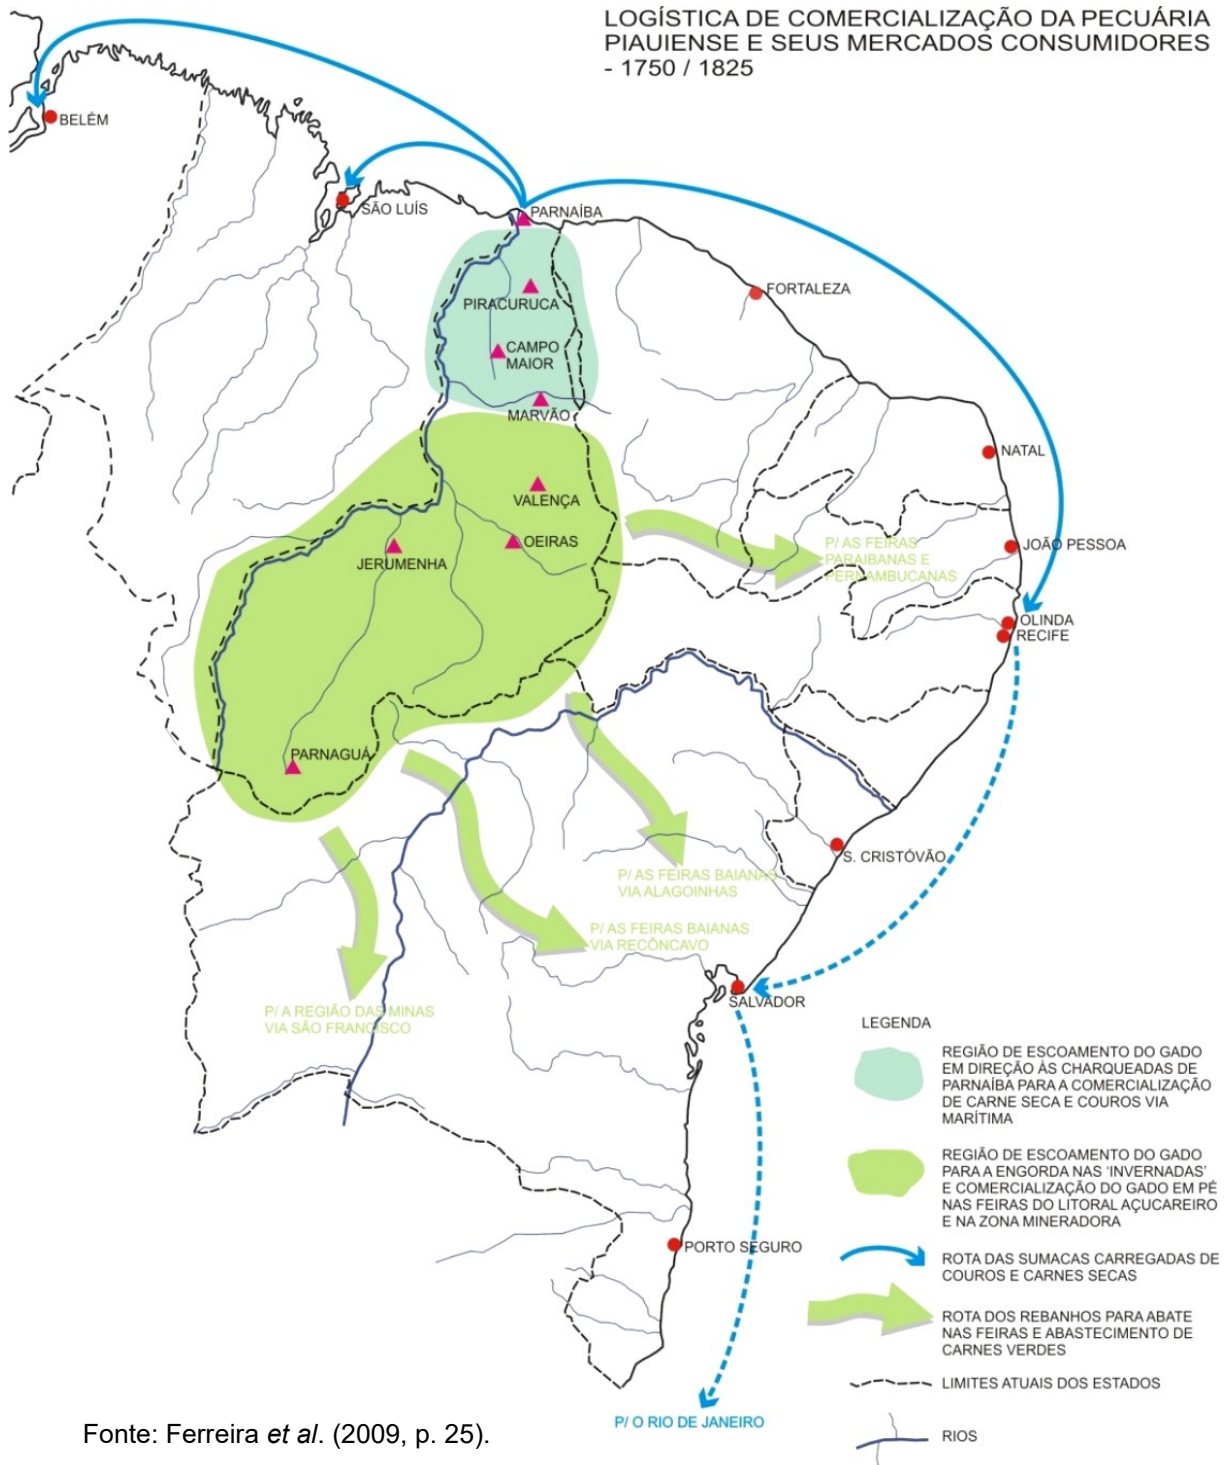 LOGÍSTICA DE COMERCIALIZAÇÃO DA PECUÁRIA
PIAUIENSE E SEUS MERCADOS CONSUMIDORES
- 1750 / 1825
BELÉM
SÃO LUÍS
PARNAÍBA
PIRACURUCA
FORTALEZA
CAMPO
MAIOR
MARVÃO
NATAL
VALENÇA
OEIRAS
JERUMENHA
P/ AS FEIRAS
PARAIBANAS E
PERNAMBUCANAS
JOÃO PESSOA
OLINDA
RECIFE
PARNAGUÁ
S. CRISTÓVÃO
P/ AS FEIRAS BAIANAS
VIA ALAGOINHAS
P/ AS FEIRAS BAIANAS
VIA RECÔNCAVO
P/ A REGIÃO DAS MINAS
VIA SÃO FRANCISCO
SALVADOR
PORTO SEGURO
P/ O RIO DE JANEIRO
LEGENDA
REGIÃO DE ESCOAMENTO DO GADO
EM DIREÇÃO ÀS CHARQUEADAS DE
PARNAÍBA PARA A COMERCIALIZAÇÃO
DE CARNE SECA E COUROS VIA
MARÍTIMA
REGIÃO DE ESCOAMENTO DO GADO
PARA A ENGORDA NAS 'INVERNADAS'
E COMERCIALIZAÇÃO DO GADO EM PÉ
NAS FEIRAS DO LITORAL AÇUCAREIRO
E NA ZONA MINERADORA
ROTA DAS SUMACAS CARREGADAS DE
COUROS E CARNES SECAS
ROTA DOS REBANHOS PARA ABATE
NAS FEIRAS E ABASTECIMENTO DE
CARNES VERDES
LIMITES ATUAIS DOS ESTADOS
RIOS
Fonte: Ferreira et al. (2009, p. 25).